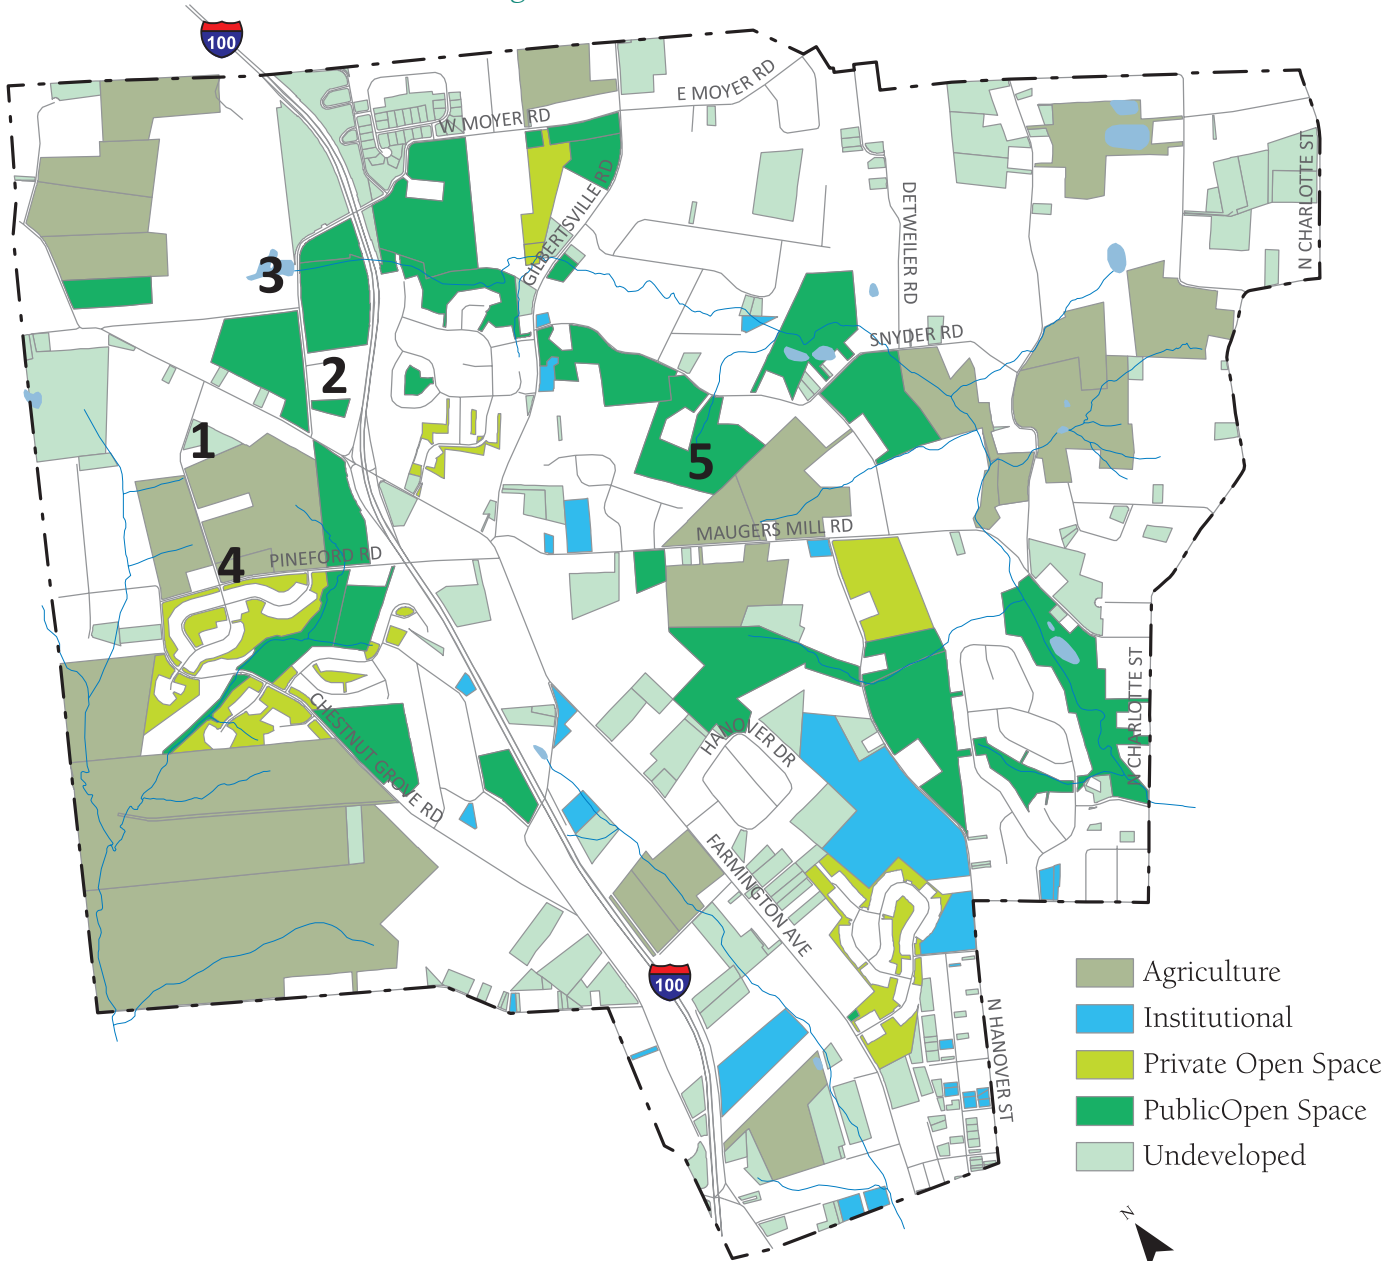 100
E MOYER RD
W MOYER RD
GILBERTSVILLE RD
DETWEILER RD
N CHARLOTTE ST
3
SNYDER RD
2
1
5
MAUGERS MILL RD
4
PINEFORD RD
N CHARLOTTE ST
CHESTNUT GROVE RD
HANOVER DR
FARMINGTON AVE
100
N HANOVER ST
Agriculture
Institutional
Private Open Space
PublicOpen Space
Undeveloped
N